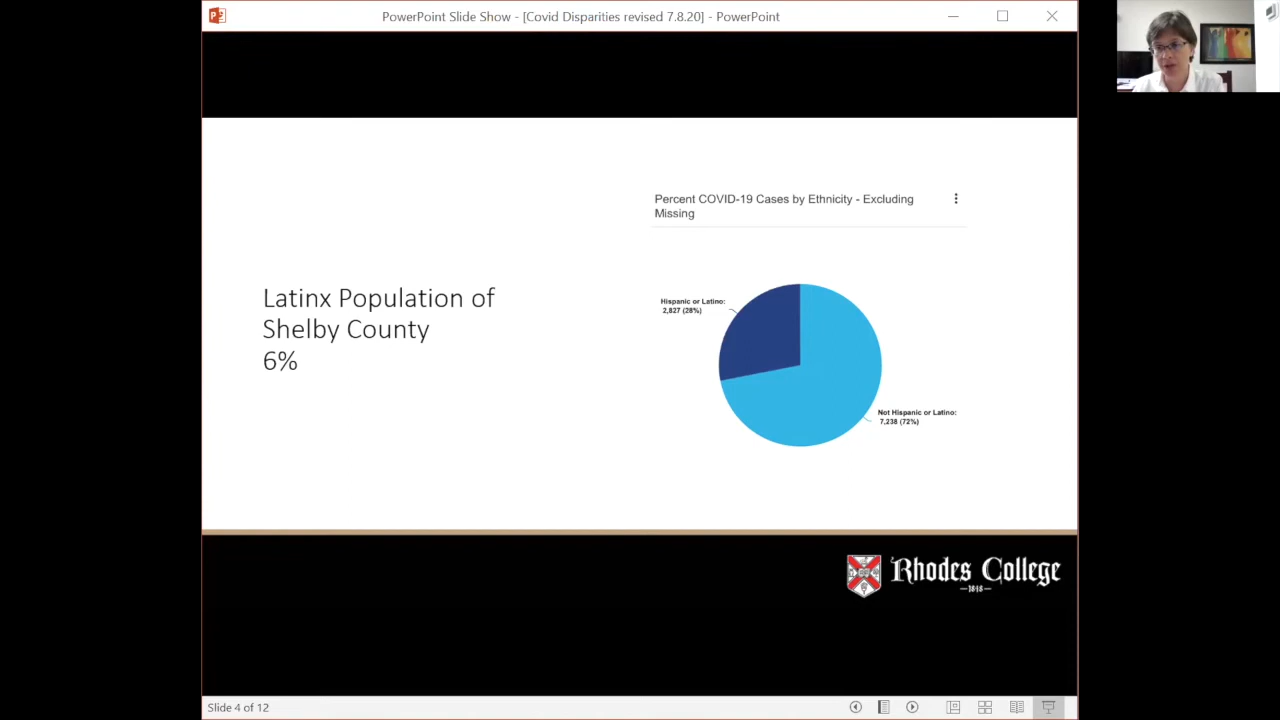 PowerPoint Slide Show - [Covid Disparities revised 7.8.20] - PowerPoint
Percent COVID-19 Cases by Ethnicity - Excluding
Missing
Latinx Population of
Shelby County
6%
Hispanic or Latino:
2,827 (28%)
Not Hispanic or Latino:
7,238 (72%)
Rhodes College
1848
Slide 4 of 12